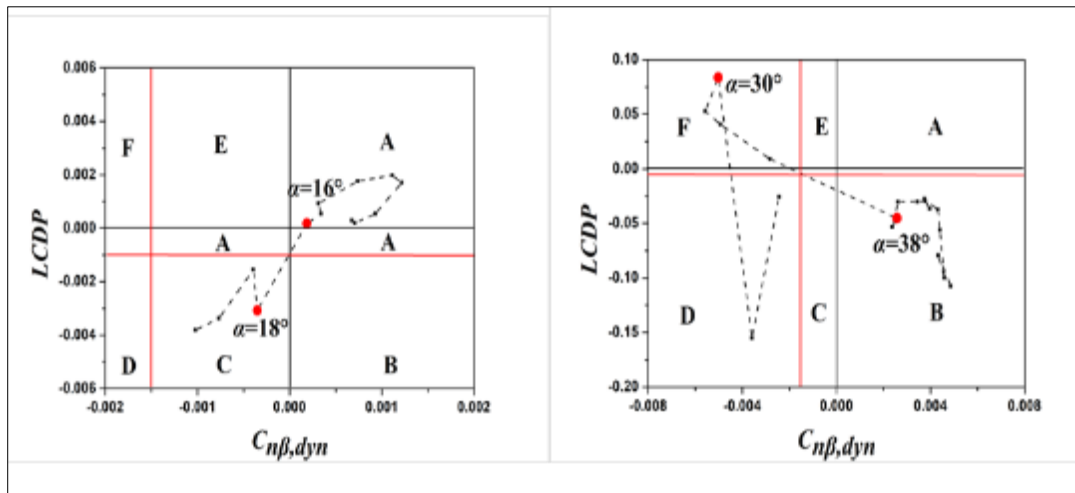 0.006
0.004
0.002
0.000
-0.002
-0.004
-0.006
LCDP
F
E
A
α=16°
A
A
α=18°
D
C
B
-0.002
-0.001
0.000
0.001
0.002
Cnβ,dyn
0.10
0.05
0.00
-0.05
-0.10
-0.15
-0.20
LCDP
α=30°
F
E
A
α=38°
D
C
B
-0.008
-0.004
0.000
0.004
0.008
Cnβ,dyn